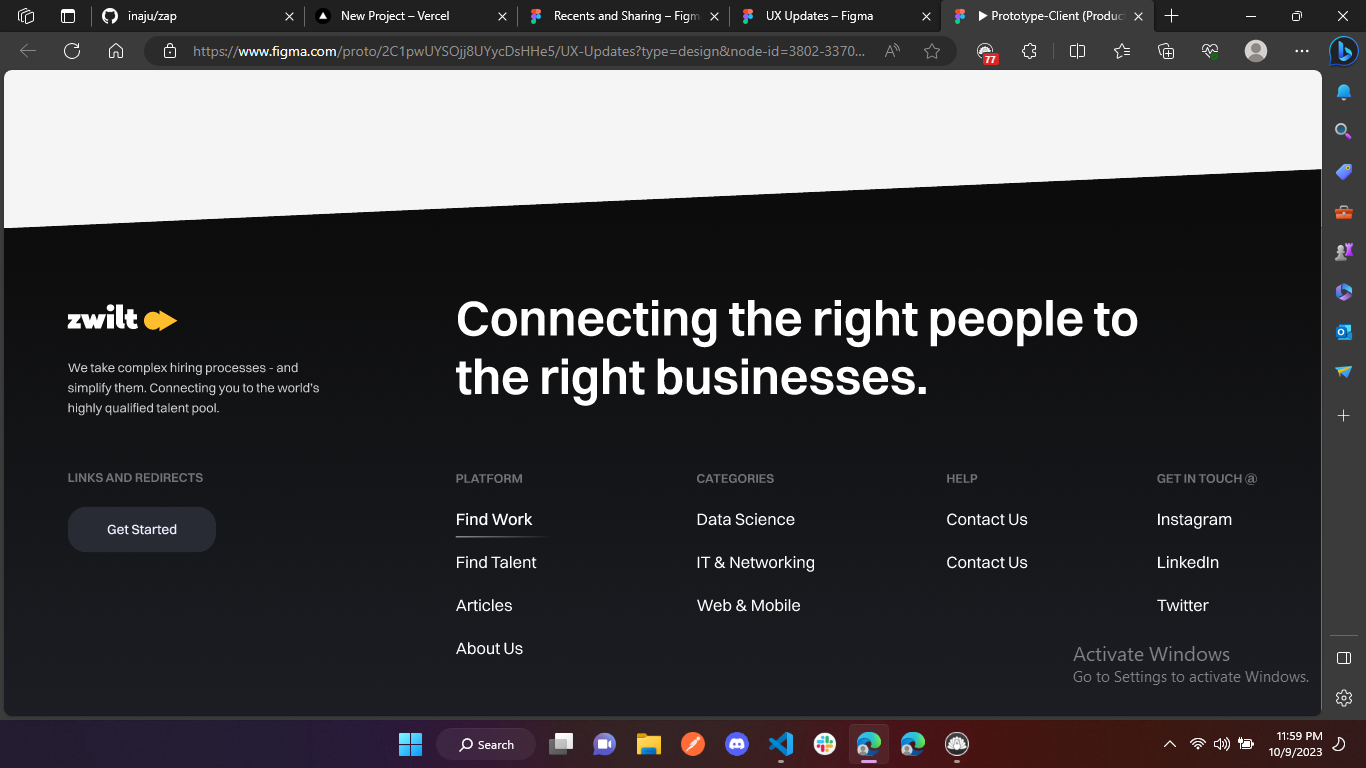 inaju/zap
New Project – Vercel
Recents and Sharing – Figm
UX Updates – Figma
▶ Prototype-Client (Produc
https://www.figma.com/proto/2C1pwUYSOjj8UYycDsHHe5/UX-Updates?type=design&node-id=3802-3370...
77
zwilt
We take complex hiring processes - and
simplify them. Connecting you to the world's
highly qualified talent pool.
Connecting the right people to
the right businesses.
LINKS AND REDIRECTS
Get Started
PLATFORM
Find Work
Find Talent
Articles
About Us
CATEGORIES
Data Science
IT & Networking
Web & Mobile
HELP
Contact Us
Contact Us
GET IN TOUCH @
Instagram
LinkedIn
Twitter
Activate Windows
Go to Settings to activate Windows.
Search
11:59 PM
10/9/2023